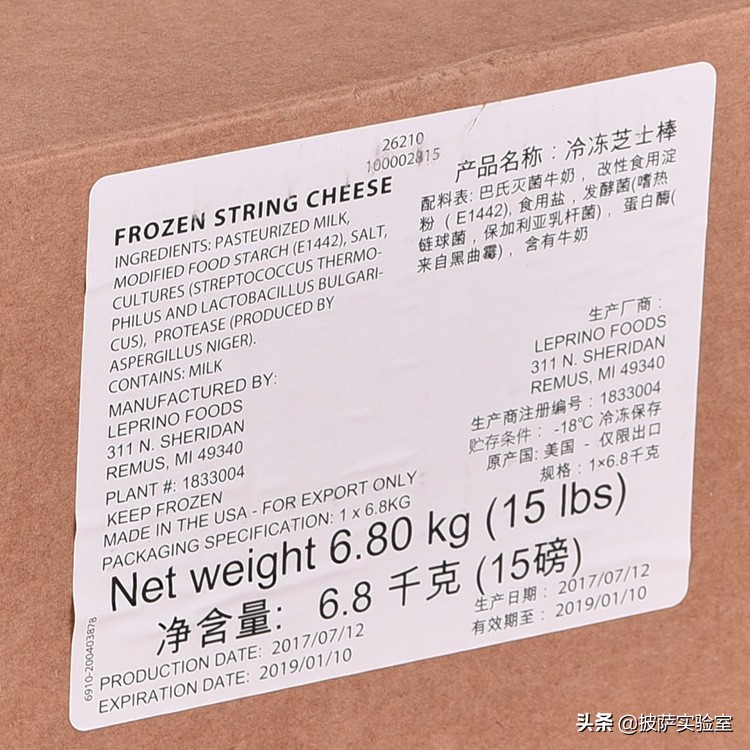 26210
100002815
FROZEN STRING CHEESE
INGREDIENTS: PASTEURIZED MILK,
MODIFIED FOOD STARCH (E1442), SALT,
CULTURES (STREPTOCOCCUS THERMO-
PHILUS AND LACTOBACILLUS BULGARI-
CUS), PROTEASE (PRODUCED BY
ASPERGILLUS NIGER).
CONTAINS: MILK
MANUFACTURED BY:
LEPRINO FOODS
311 N. SHERIDAN
REMUS, MI 49340
PLANT #: 1833004
KEEP FROZEN
MADE IN THE USA - FOR EXPORT ONLY
PACKAGING SPECIFICATION: 1 x 6.8KG
产品名称：冷冻芝士棒
配料表: 巴氏灭菌牛奶，改性食用淀
粉（E1442), 食用盐，发酵菌(嗜热
链球菌，保加利亚乳杆菌)，蛋白酶(
来自黑曲霉)，含有牛奶
生产厂商：
LEPRINO FOODS
311 N. SHERIDAN
REMUS, MI 49340
生产商注册编号：1833004
贮存条件： -18℃ 冷冻保存
原产国: 美国 - 仅限出口
规格：1×6.8千克
Net weight 6.80 kg (15 lbs)
净含量: 6.8 千克 (15磅)
PRODUCTION DATE: 2017/07/12
EXPIRATION DATE: 2019/01/10
生产日期： 2017/07/12
有效期至： 2019/01/10
6910-200403878
头条 @披萨实验室